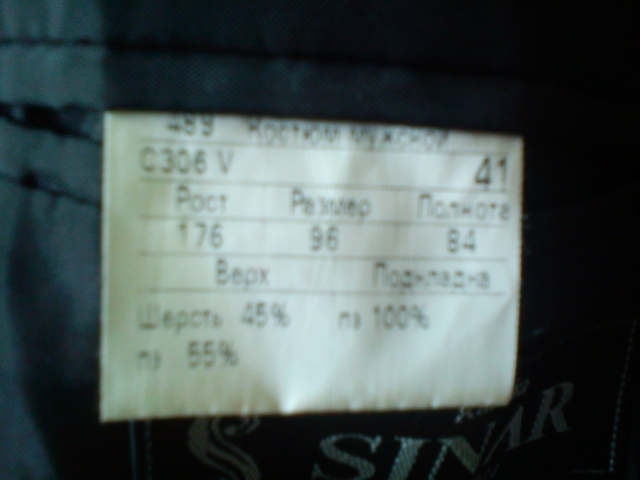 489 Костюм мужской
С306 V 41
Рост Размер Полнота
176 96 84
Верх Подкладка
Шерсть 45% пэ 100%
пэ 55%
SINAR